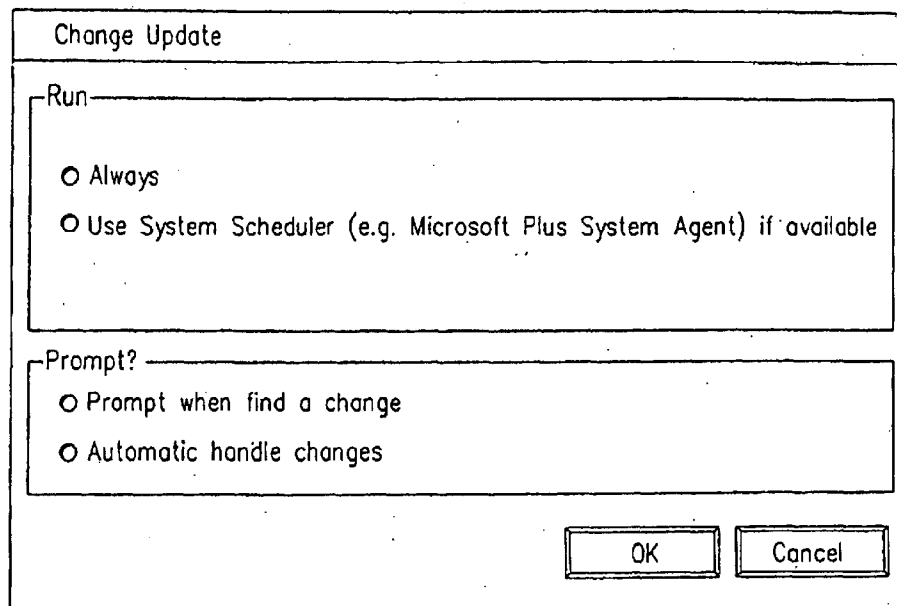 Change Update
Run
Always
Use System Scheduler (e.g. Microsoft Plus System Agent) if available
Prompt?
Prompt when find a change
Automatic handle changes
OK
Cancel